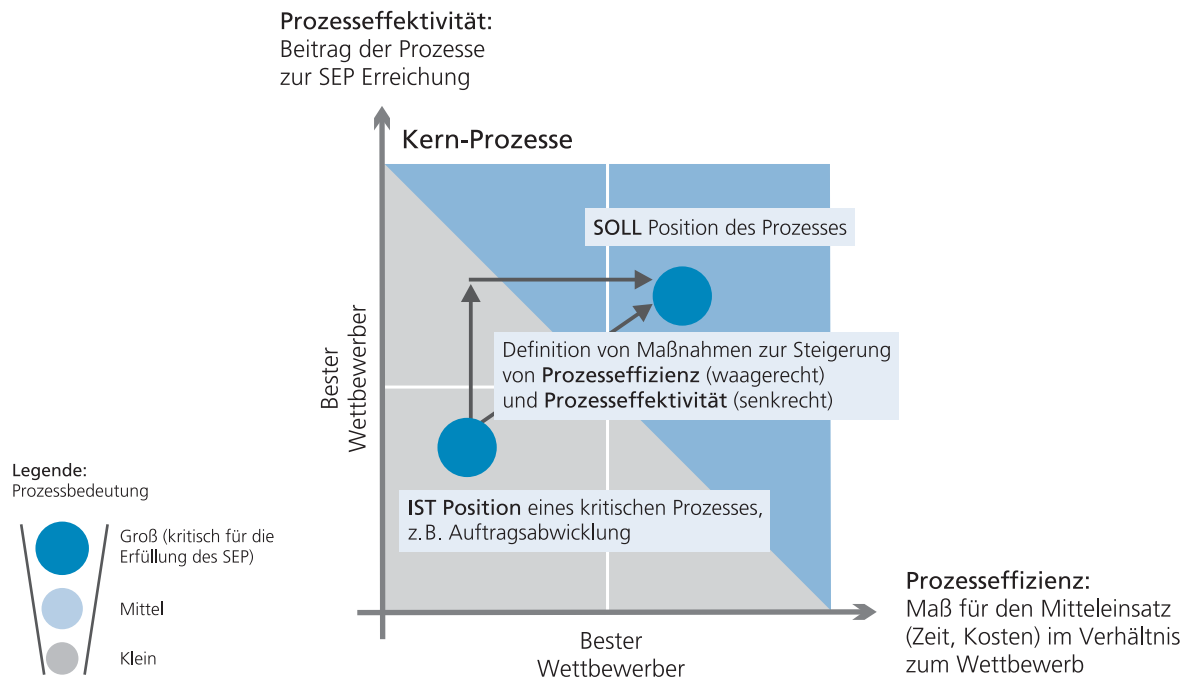 Prozesseffektivität:
Beitrag der Prozesse
zur SEP Erreichung
Kern-Prozesse
SOLL Position des Prozesses
Bester
Wettbewerber
Definition von Maßnahmen zur Steigerung
von Prozesseffizienz (waagerecht)
und Prozesseffektivität (senkrecht)
IST Position eines kritischen Prozesses,
z. B. Auftragsabwicklung
Legende:
Prozessbedeutung
Groß (kritisch für die
Erfüllung des SEP)
Mittel
Klein
Bester
Wettbewerber
Prozesseffizienz:
Maß für den Mitteleinsatz
(Zeit, Kosten) im Verhältnis
zum Wettbewerb